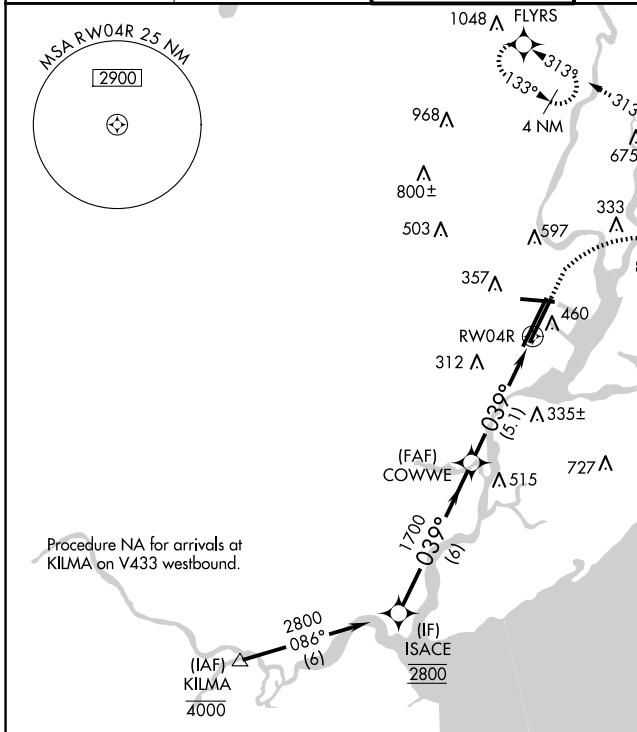 MSA RW04R 25 NM
2900
1048
FLYRS
313°
133°
4 NM
313
968
675
800±
503
597
333
357
460
RW04R
312
039°
(5.1)
335±
(FAF)
COWWE
515
727
1700
039°
(6)
Procedure NA for arrivals at
KILMA on V433 westbound.
2800
086°
(6)
(IF)
ISACE
2800
(IAF)
KILMA
4000